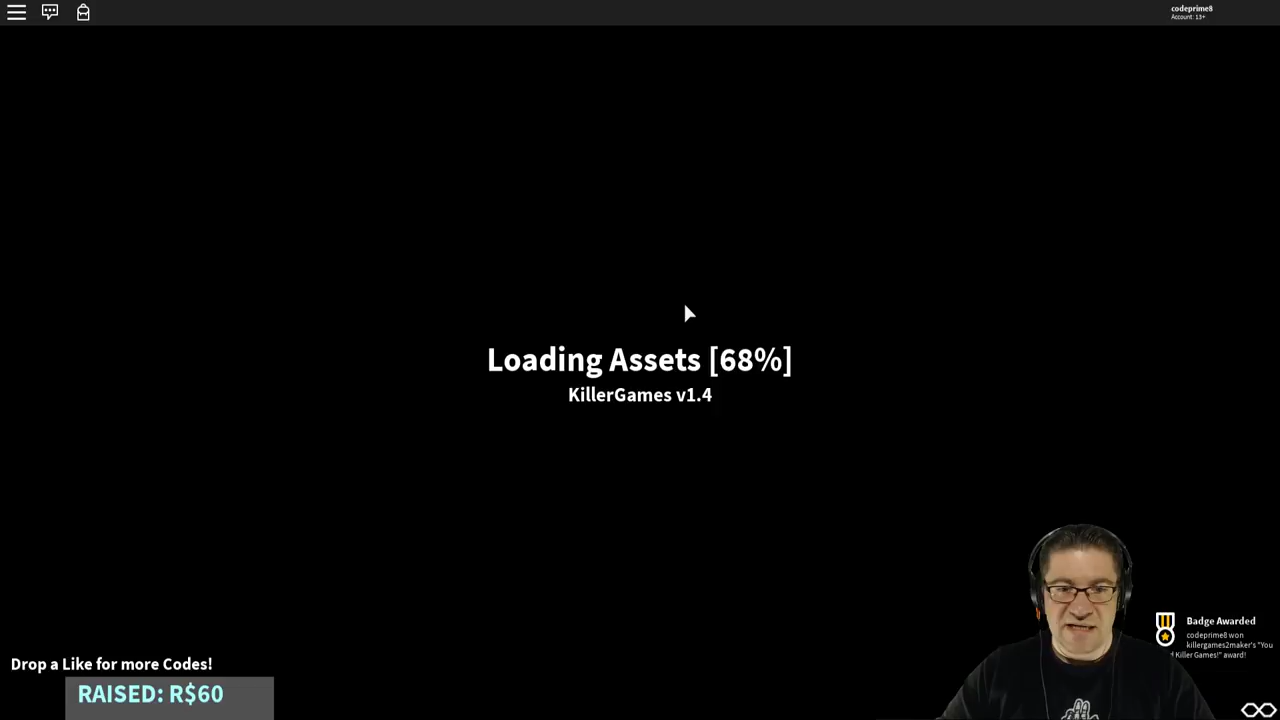 codeprime8
Account: 13+
Loading Assets [68%]
KillerGames v1.4
Badge Awarded
codeprime8 won
killergames2maker's "You
d Killer Games!" award!
Drop a Like for more Codes!
RAISED: R$60